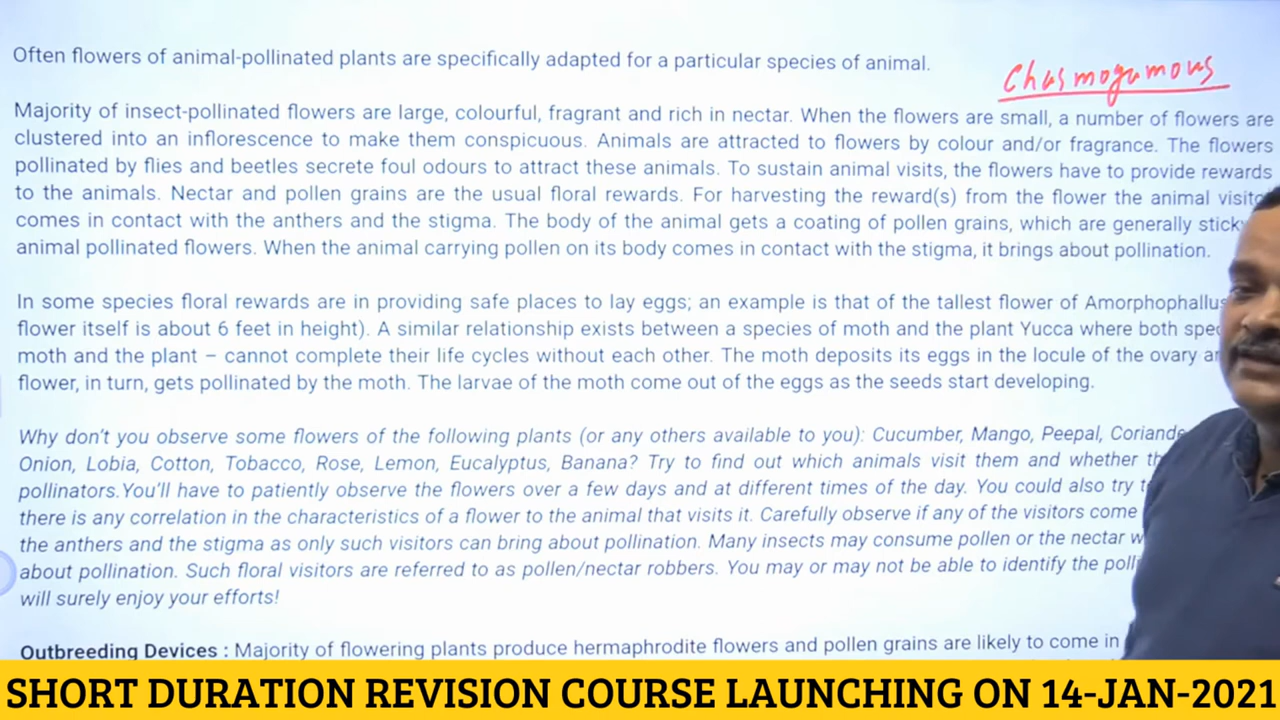 Often flowers of animal-pollinated plants are specifically adapted for a particular species of animal.
Chasmogamous
Majority of insect-pollinated flowers are large, colourful, fragrant and rich in nectar. When the flowers are small, a number of flowers are
clustered into an inflorescence to make them conspicuous. Animals are attracted to flowers by colour and/or fragrance. The flowers
pollinated by flies and beetles secrete foul odours to attract these animals. To sustain animal visits, the flowers have to provide rewards
to the animals. Nectar and pollen grains are the usual floral rewards. For harvesting the reward(s) from the flower the animal
comes in contact with the anthers and the stigma. The body of the animal gets a coating of pollen grains, which are generally
animal pollinated flowers. When the animal carrying pollen on its body comes in contact with the stigma, it brings about pollination.
In some species floral rewards are in providing safe places to lay eggs; an example is that of the tallest flower of Amorphophallus
flower itself is about 6 feet in height). A similar relationship exists between a species of moth and the plant Yucca where both
moth and the plant – cannot complete their life cycles without each other. The moth deposits its eggs in the locule of the ovary
flower, in turn, gets pollinated by the moth. The larvae of the moth come out of the eggs as the seeds start developing.
Why don't you observe some flowers of the following plants (or any others available to you): Cucumber, Mango, Peepal,
Onion, Lobia, Cotton, Tobacco, Rose, Lemon, Eucalyptus, Banana? Try to find out which animals visit them and whether
pollinators.You'll have to patiently observe the flowers over a few days and at different times of the day. You could also try
there is any correlation in the characteristics of a flower to the animal that visits it. Carefully observe if any of the visitors come
the anthers and the stigma as only such visitors can bring about pollination. Many insects may consume pollen or the nectar
about pollination. Such floral visitors are referred to as pollen/nectar robbers. You may or may not be able to identify the
will surely enjoy your efforts!
Outbreeding Devices : Majority of flowering plants produce hermaphrodite flowers and pollen grains are likely to come in
SHORT DURATION REVISION COURSE LAUNCHING ON 14-JAN-2021